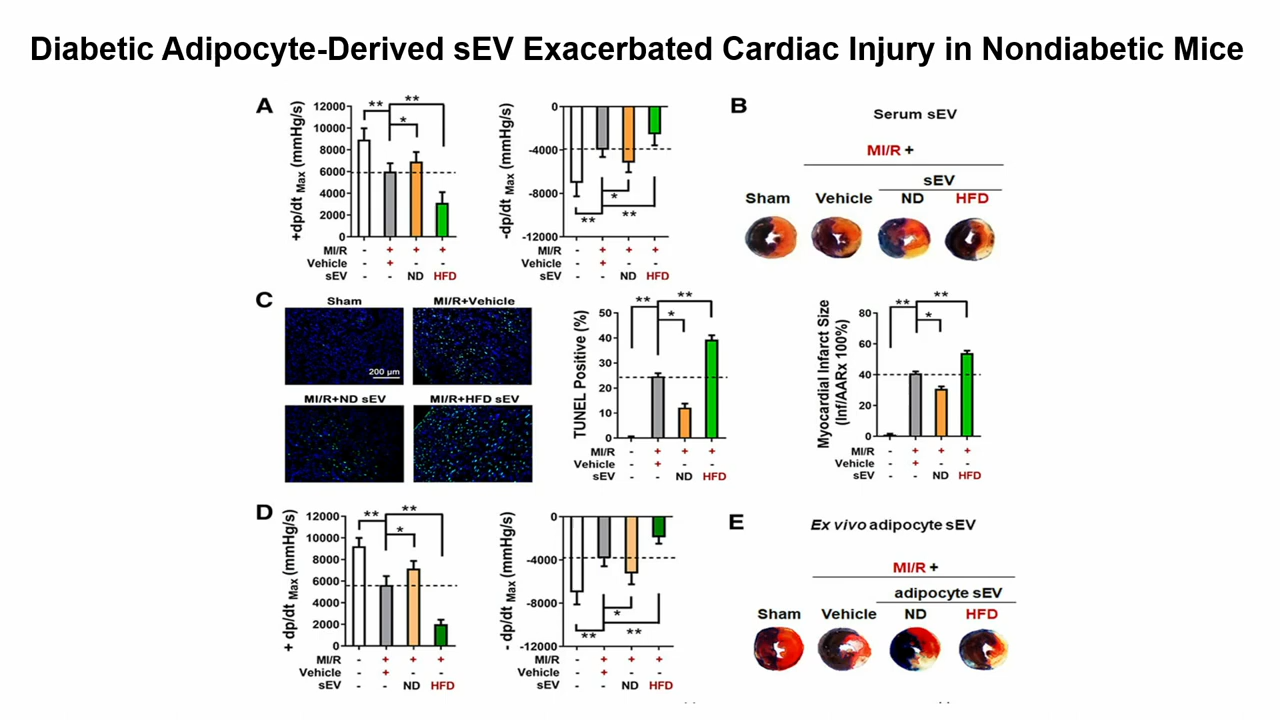 Diabetic Adipocyte-Derived sEV Exacerbated Cardiac Injury in Nondiabetic Mice
A
+dp/dt Max (mmHg/s)
12000
10000
8000
6000
4000
2000
0
** **
*
MI/R - + + +
Vehicle - + - -
sEV - - ND HFD
-dp/dt Max (mmHg/s)
0
-4000
-8000
-12000
*
** **
MI/R - + + +
Vehicle - + - -
sEV - - ND HFD
B
Serum sEV
MI/R +
sEV
Sham Vehicle ND HFD
C
Sham MI/R+Vehicle
200 μm
MI/R+ND sEV MI/R+HFD sEV
TUNEL Positive (%)
50
40
30
20
10
0
** **
*
MI/R - + + +
Vehicle - + - -
sEV - - ND HFD
Myocardial Infarct Size
(Inf/AARx 100%)
80
60
40
20
0
** **
*
MI/R - + + +
Vehicle - + - -
sEV - - ND HFD
D
+ dp/dt Max (mmHg/s)
12000
10000
8000
6000
4000
2000
0
** **
*
MI/R - + + +
Vehicle - + - -
sEV - - ND HFD
- dp/dt Max (mmHg/s)
0
-4000
-8000
-12000
*
** **
MI/R - + + +
Vehicle - + - -
sEV - - ND HFD
E
Ex vivo adipocyte sEV
MI/R +
adipocyte sEV
Sham Vehicle ND HFD